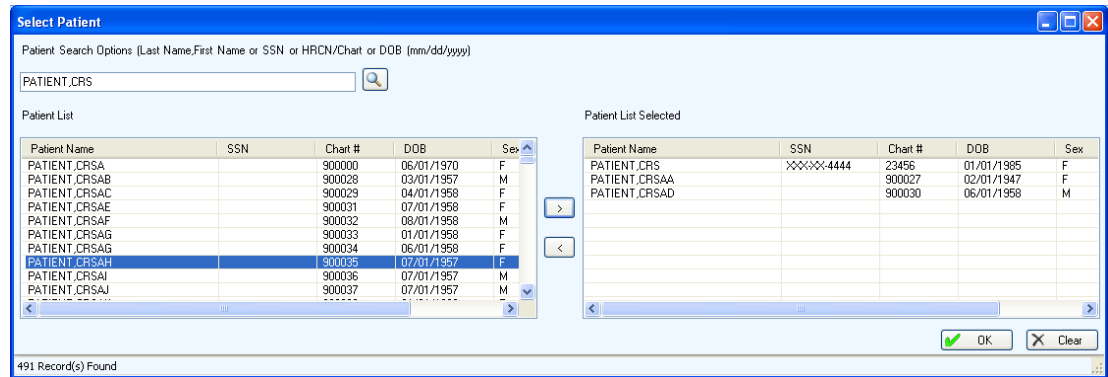 Select Patient
Patient Search Options (Last Name,First Name or SSN or HRCN/Chart or DOB (mm/dd/yyyy)
PATIENT,CRS
Patient List
Patient Name SSN Chart # DOB Sex
PATIENT,CRSA 900000 06/01/1970 F
PATIENT,CRSAB 900028 03/01/1957 M
PATIENT,CRSAC 900029 04/01/1958 F
PATIENT,CRSAE 900031 07/01/1958 F
PATIENT,CRSAF 900032 08/01/1958 M
PATIENT,CRSAG 900033 01/01/1958 F
PATIENT,CRSAG 900034 06/01/1958 F
PATIENT,CRSAH 900035 07/01/1957 F
PATIENT,CRSAI 900036 07/01/1957 M
PATIENT,CRSAJ 900037 07/01/1957 M
>
<
Patient List Selected
Patient Name SSN Chart # DOB Sex
PATIENT,CRS XXX-XX-4444 23456 01/01/1985 F
PATIENT,CRSAA 900027 02/01/1947 F
PATIENT,CRSAD 900030 06/01/1958 M
OK Clear
491 Record(s) Found